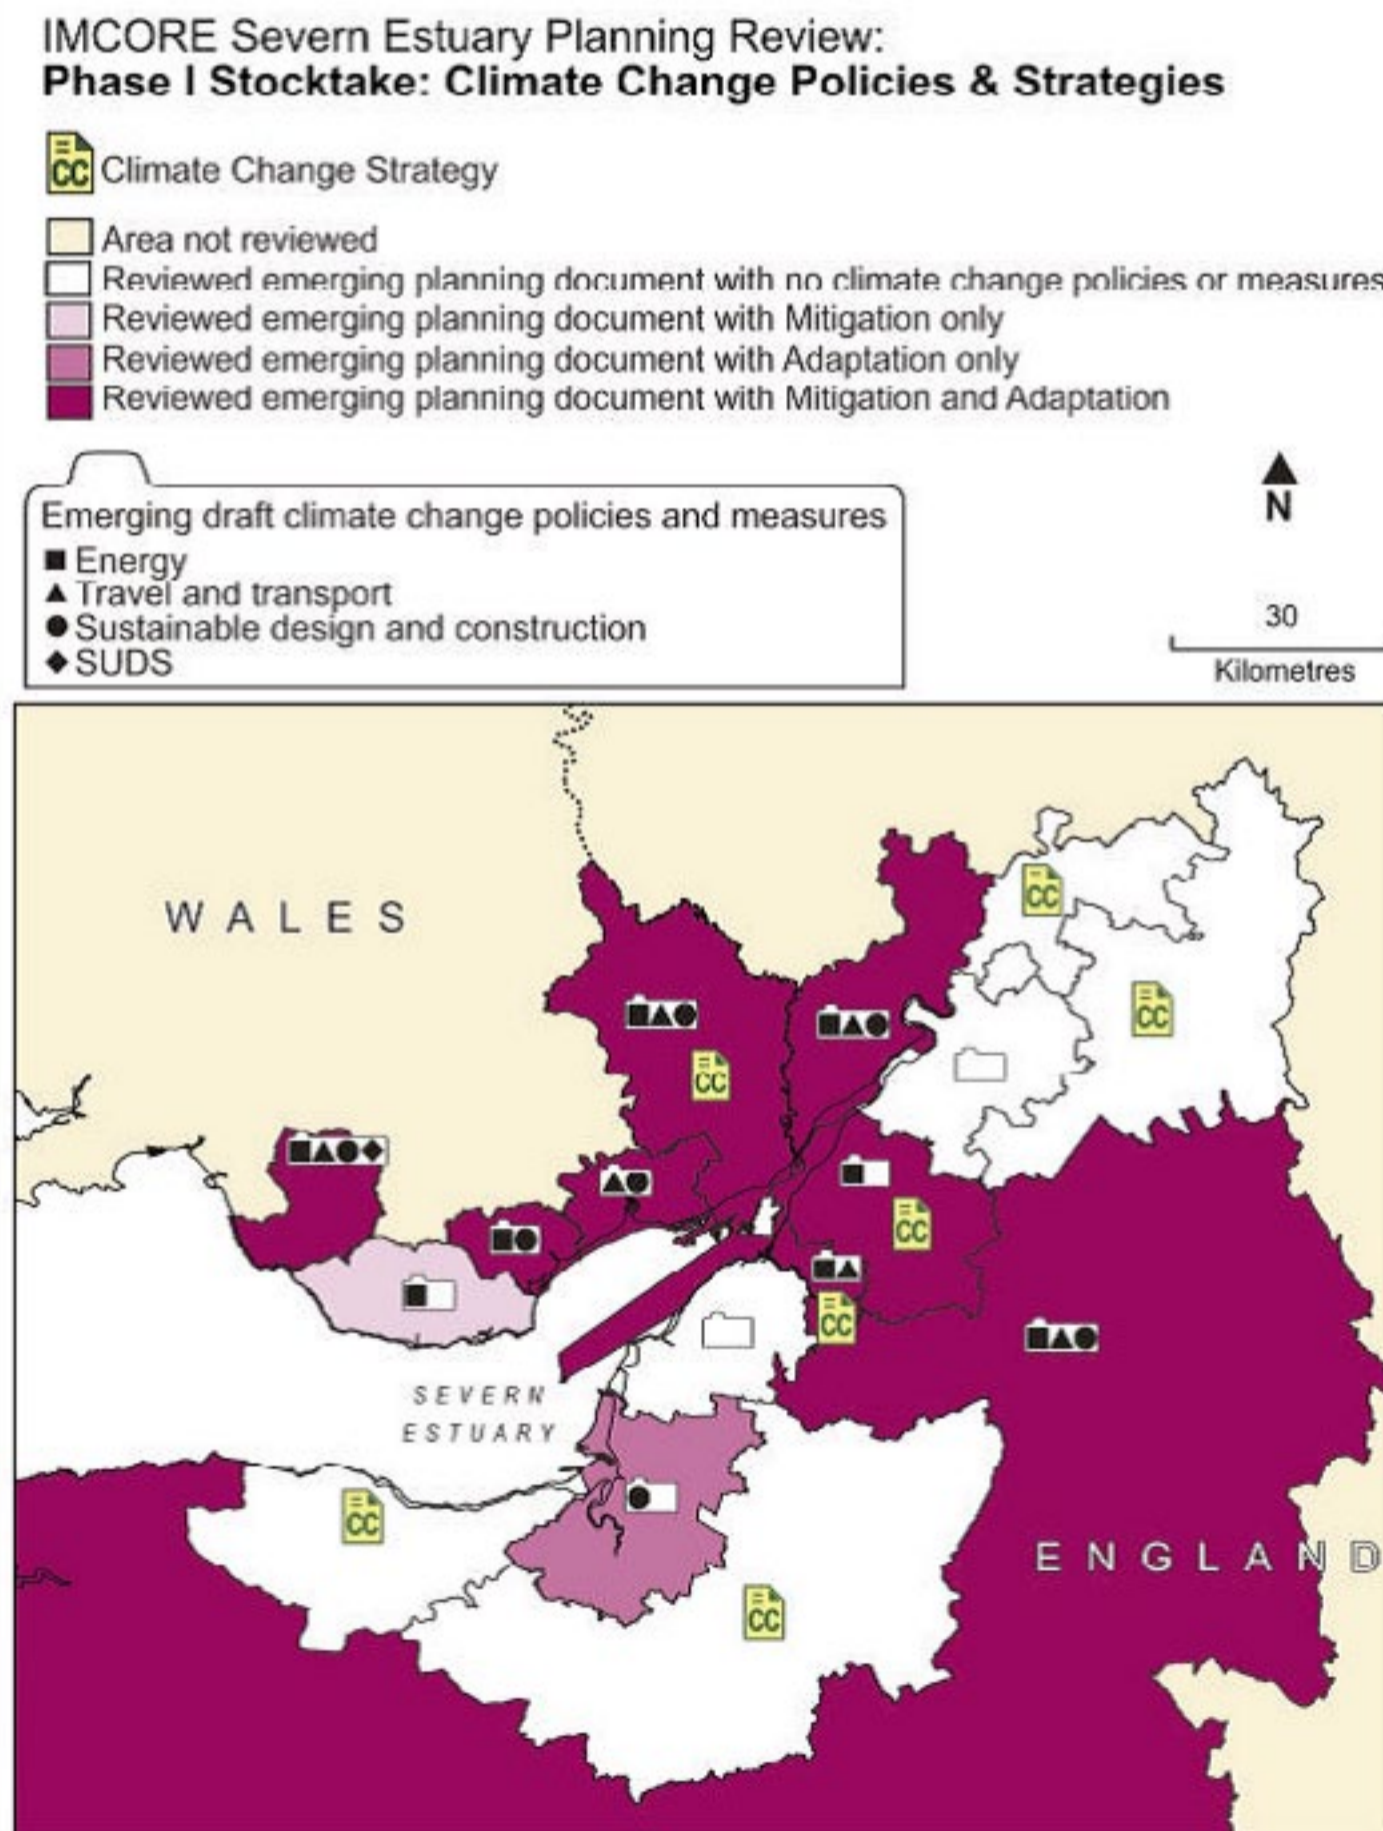 IMCORE Severn Estuary Planning Review:
Phase I Stocktake: Climate Change Policies & Strategies
CC Climate Change Strategy
Area not reviewed
Reviewed emerging planning document with no climate change policies or measures
Reviewed emerging planning document with Mitigation only
Reviewed emerging planning document with Adaptation only
Reviewed emerging planning document with Mitigation and Adaptation
Emerging draft climate change policies and measures
Energy
Travel and transport
Sustainable design and construction
SUDS
N
30
Kilometres
WALES
CC
CC
CC
CC
CC
SEVERN
ESTUARY
CC
ENGLAND
CC